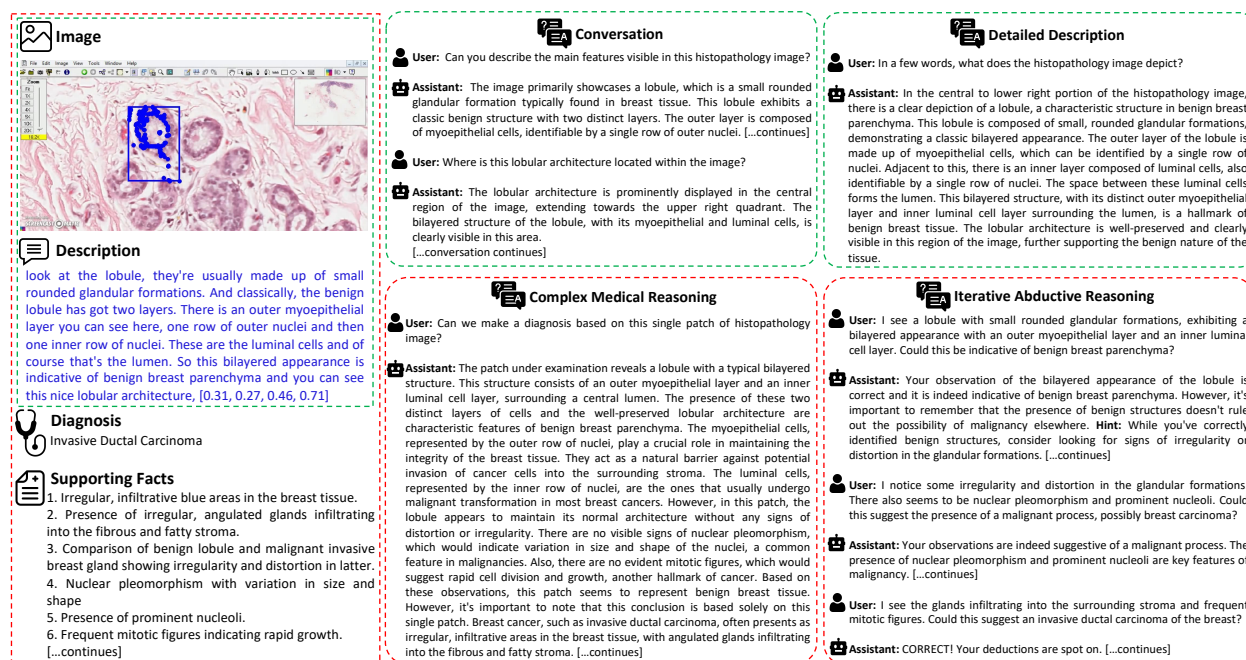 Image
File Edit Image View Tools Window Help
Zoom
Description
look at the lobule, they're usually made up of small
rounded glandular formations. And classically, the benign
lobule has got two layers. There is an outer myoepithelial
layer you can see here, one row of outer nuclei and then
one inner row of nuclei. These are the luminal cells and of
course that's the lumen. So this bilayered appearance is
indicative of benign breast parenchyma and you can see
this nice lobular architecture, [0.31, 0.27, 0.46, 0.71]
Diagnosis
Invasive Ductal Carcinoma
Supporting Facts
1. Irregular, infiltrative blue areas in the breast tissue.
2. Presence of irregular, angulated glands infiltrating
into the fibrous and fatty stroma.
3. Comparison of benign lobule and malignant invasive
breast gland showing irregularity and distortion in latter.
4. Nuclear pleomorphism with variation in size and
shape
5. Presence of prominent nucleoli.
6. Frequent mitotic figures indicating rapid growth.
[…continues]
Conversation
User: Can you describe the main features visible in this histopathology image?
Assistant: The image primarily showcases a lobule, which is a small rounded
glandular formation typically found in breast tissue. This lobule exhibits a
classic benign structure with two distinct layers. The outer layer is composed
of myoepithelial cells, identifiable by a single row of outer nuclei. […continues]
User: Where is this lobular architecture located within the image?
Assistant: The lobular architecture is prominently displayed in the central
region of the image, extending towards the upper right quadrant. The
bilayered structure of the lobule, with its myoepithelial and luminal cells, is
clearly visible in this area.
[…conversation continues]
Detailed Description
User: In a few words, what does the histopathology image depict?
Assistant: In the central to lower right portion of the histopathology image,
there is a clear depiction of a lobule, a characteristic structure in benign breast
parenchyma. This lobule is composed of small, rounded glandular formations,
demonstrating a classic bilayered appearance. The outer layer of the lobule is
made up of myoepithelial cells, which can be identified by a single row of
nuclei. Adjacent to this, there is an inner layer composed of luminal cells, also
identifiable by a single row of nuclei. The space between these luminal cells
forms the lumen. This bilayered structure, with its distinct outer myoepithelial
layer and inner luminal cell layer surrounding the lumen, is a hallmark of
benign breast tissue. The lobular architecture is well-preserved and clearly
visible in this region of the image, further supporting the benign nature of the
tissue.
Complex Medical Reasoning
User: Can we make a diagnosis based on this single patch of histopathology
image?
Assistant: The patch under examination reveals a lobule with a typical bilayered
structure. This structure consists of an outer myoepithelial layer and an inner
luminal cell layer, surrounding a central lumen. The presence of these two
distinct layers of cells and the well-preserved lobular architecture are
characteristic features of benign breast parenchyma. The myoepithelial cells,
represented by the outer row of nuclei, play a crucial role in maintaining the
integrity of the breast tissue. They act as a natural barrier against potential
invasion of cancer cells into the surrounding stroma. The luminal cells,
represented by the inner row of nuclei, are the ones that usually undergo
malignant transformation in most breast cancers. However, in this patch, the
lobule appears to maintain its normal architecture without any signs of
distortion or irregularity. There are no visible signs of nuclear pleomorphism,
which would indicate variation in size and shape of the nuclei, a common
feature in malignancies. Also, there are no evident mitotic figures, which would
suggest rapid cell division and growth, another hallmark of cancer. Based on
these observations, this patch seems to represent benign breast tissue.
However, it's important to note that this conclusion is based solely on this
single patch. Breast cancer, such as invasive ductal carcinoma, often presents as
irregular, infiltrative areas in the breast tissue, with angulated glands infiltrating
into the fibrous and fatty stroma. […continues]
Iterative Abductive Reasoning
User: I see a lobule with small rounded glandular formations, exhibiting a
bilayered appearance with an outer myoepithelial layer and an inner luminal
cell layer. Could this be indicative of benign breast parenchyma?
Assistant: Your observation of the bilayered appearance of the lobule is
correct and it is indeed indicative of benign breast parenchyma. However, it's
important to remember that the presence of benign structures doesn't rule
out the possibility of malignancy elsewhere. Hint: While you've correctly
identified benign structures, consider looking for signs of irregularity or
distortion in the glandular formations. […continues]
User: I notice some irregularity and distortion in the glandular formations.
There also seems to be nuclear pleomorphism and prominent nucleoli. Could
this suggest the presence of a malignant process, possibly breast carcinoma?
Assistant: Your observations are indeed suggestive of a malignant process. The
presence of nuclear pleomorphism and prominent nucleoli are key features of
malignancy. […continues]
User: I see the glands infiltrating into the surrounding stroma and frequent
mitotic figures. Could this suggest an invasive ductal carcinoma of the breast?
Assistant: CORRECT! Your deductions are spot on. […continues]